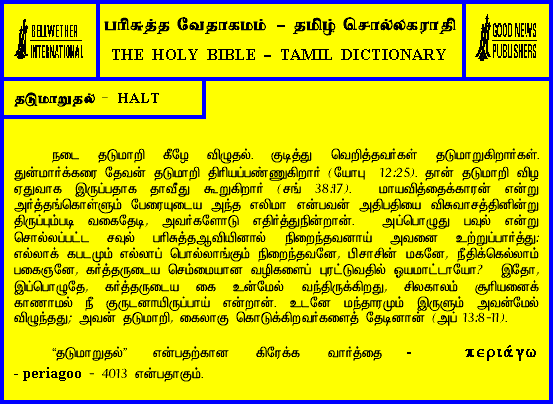 BELLWETHER
INTERNATIONAL
பரிசுத்த வேதாகமம் – தமிழ் சொல்லகராதி
THE HOLY BIBLE – TAMIL DICTIONARY
GOOD NEWS
PUBLISHERS
தடுமாறுதல் - HALT
நடை தடுமாறி கீழே விழுதல். குடித்து வெறித்தவர்கள் தடுமாறுகிறார்கள்.
துன்மார்க்கரை தேவன் தடுமாறி திரியப்பண்ணுகிறார் (யோபு 12:25). தான் தடுமாறி விழ
ஏதுவாக இருப்பதாக தாவீது கூறுகிறார் (சங் 38:17). மாயவித்தைக்காரன் என்று
அர்த்தங்கொள்ளும் பேரையுடைய அந்த எலிமா என்பவன் அதிபதியை விசுவாசத்தினின்று
திருப்பும்படி வகைதேடி, அவர்களோடு எதிர்த்துநின்றான். அப்பொழுது பவுல் என்று
சொல்லப்பட்ட சவுல் பரிசுத்தஆவியினால் நிறைந்தவனாய் அவனை உற்றுப்பார்த்து:
எல்லாக் கபடமும் எல்லாப் பொல்லாங்கும் நிறைந்தவனே, பிசாசின் மகனே, நீதிக்கெல்லாம்
பகைஞனே, கர்த்தருடைய செம்மையான வழிகளைப் புரட்டுவதில் ஓயமாட்டாயோ? இதோ,
இப்பொழுதே, கர்த்தருடைய கை உன்மேல் வந்திருக்கிறது, சிலகாலம் சூரியனைக்
காணாமல் நீ குருடனாயிருப்பாய் என்றான். உடனே மந்தாரமும் இருளும் அவன்மேல்
விழுந்தது; அவன் தடுமாறி, கைலாகு கொடுக்கிறவர்களைத் தேடினான் (அப் 13:8-11).
“தடுமாறுதல்” என்பதற்கான கிரேக்க வார்த்தை - περιάγω
- periagoo - 4013 என்பதாகும்.